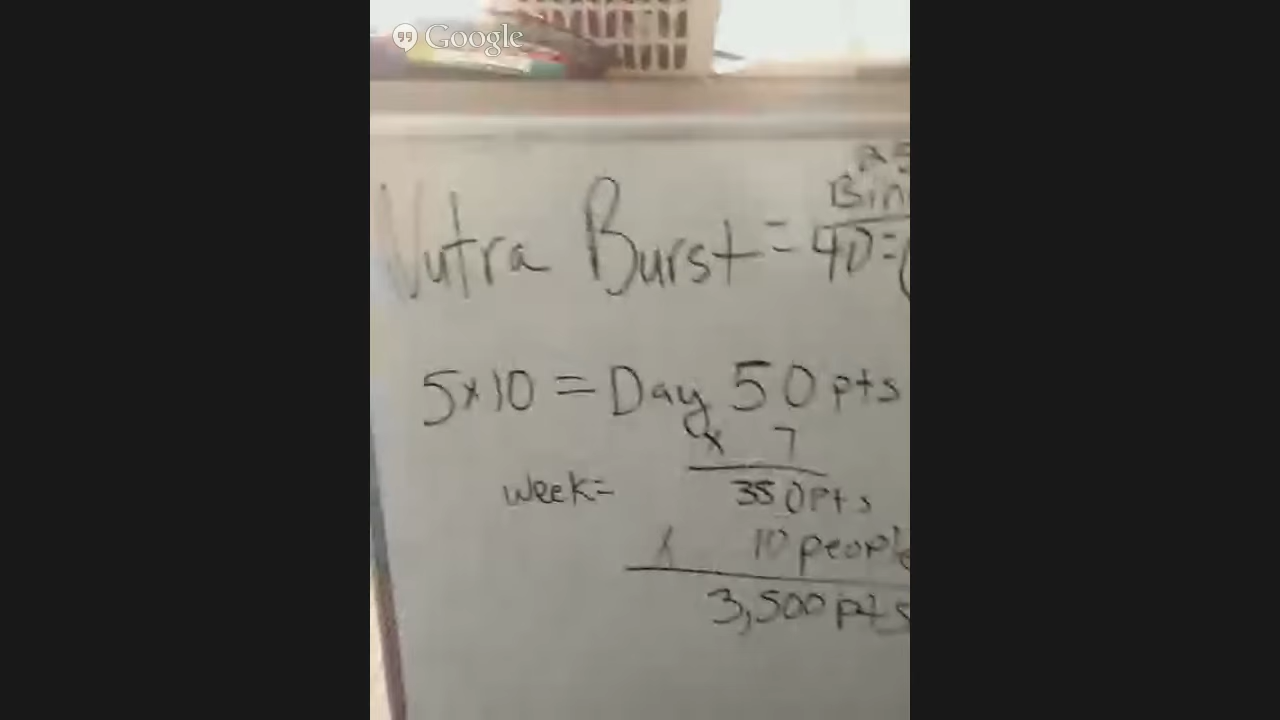 Google
Nutra Burst = 40 =
Bin
5x10 = Day 50 pts
x 7
week= 350 pts
x 10 people
3,500 pts